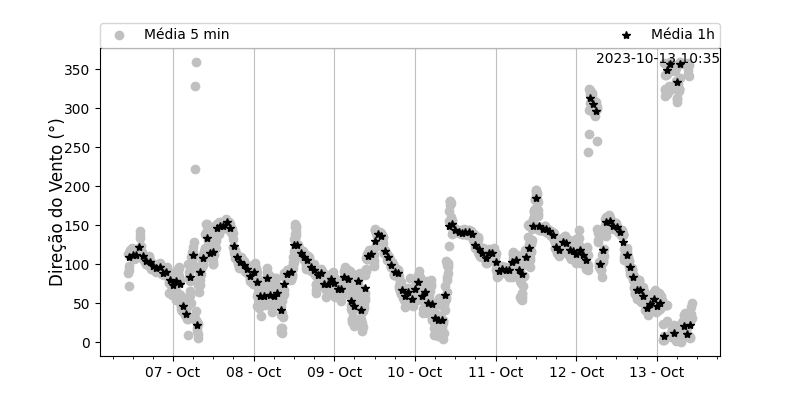 Média 5 min
Média 1h
2023-10-13 10:35
Direção do Vento (°)
350
300
250
200
150
100
50
0
07 - Oct
08 - Oct
09 - Oct
10 - Oct
11 - Oct
12 - Oct
13 - Oct